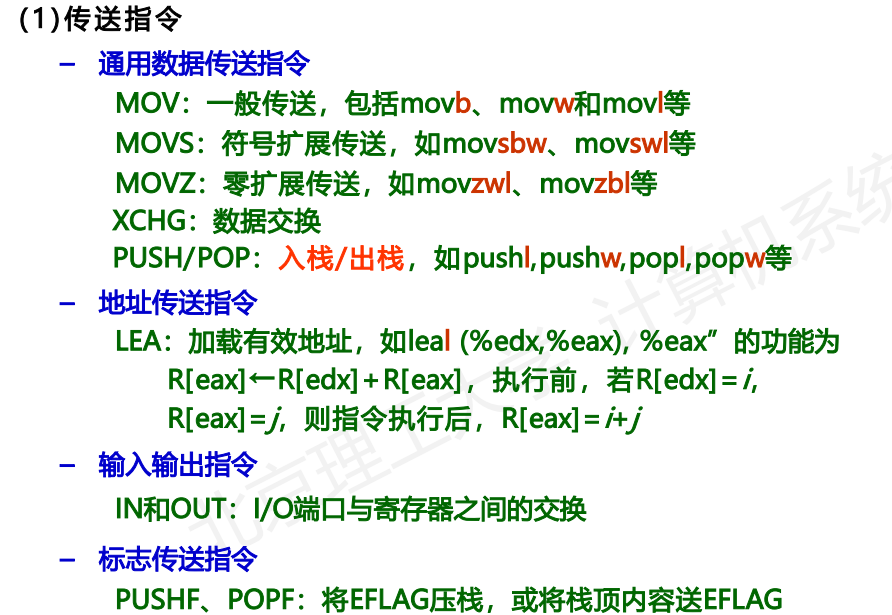 (1)传送指令
– 通用数据传送指令
MOV：一般传送，包括movb、movw和movl等
MOVS：符号扩展传送，如movsbw、movswl等
MOVZ：零扩展传送，如movzwl、movzbl等
XCHG：数据交换
PUSH/POP：入栈/出栈，如pushl,pushw,popl,popw等
– 地址传送指令
LEA：加载有效地址，如leal (%edx,%eax), %eax”的功能为
R[eax]←R[edx]+R[eax]，执行前，若R[edx]=i,
R[eax]=j，则指令执行后，R[eax]=i+j
– 输入输出指令
IN和OUT：I/O端口与寄存器之间的交换
– 标志传送指令
PUSHF、POPF：将EFLAG压栈，或将栈顶内容送EFLAG
北京理工大学 计算机系统